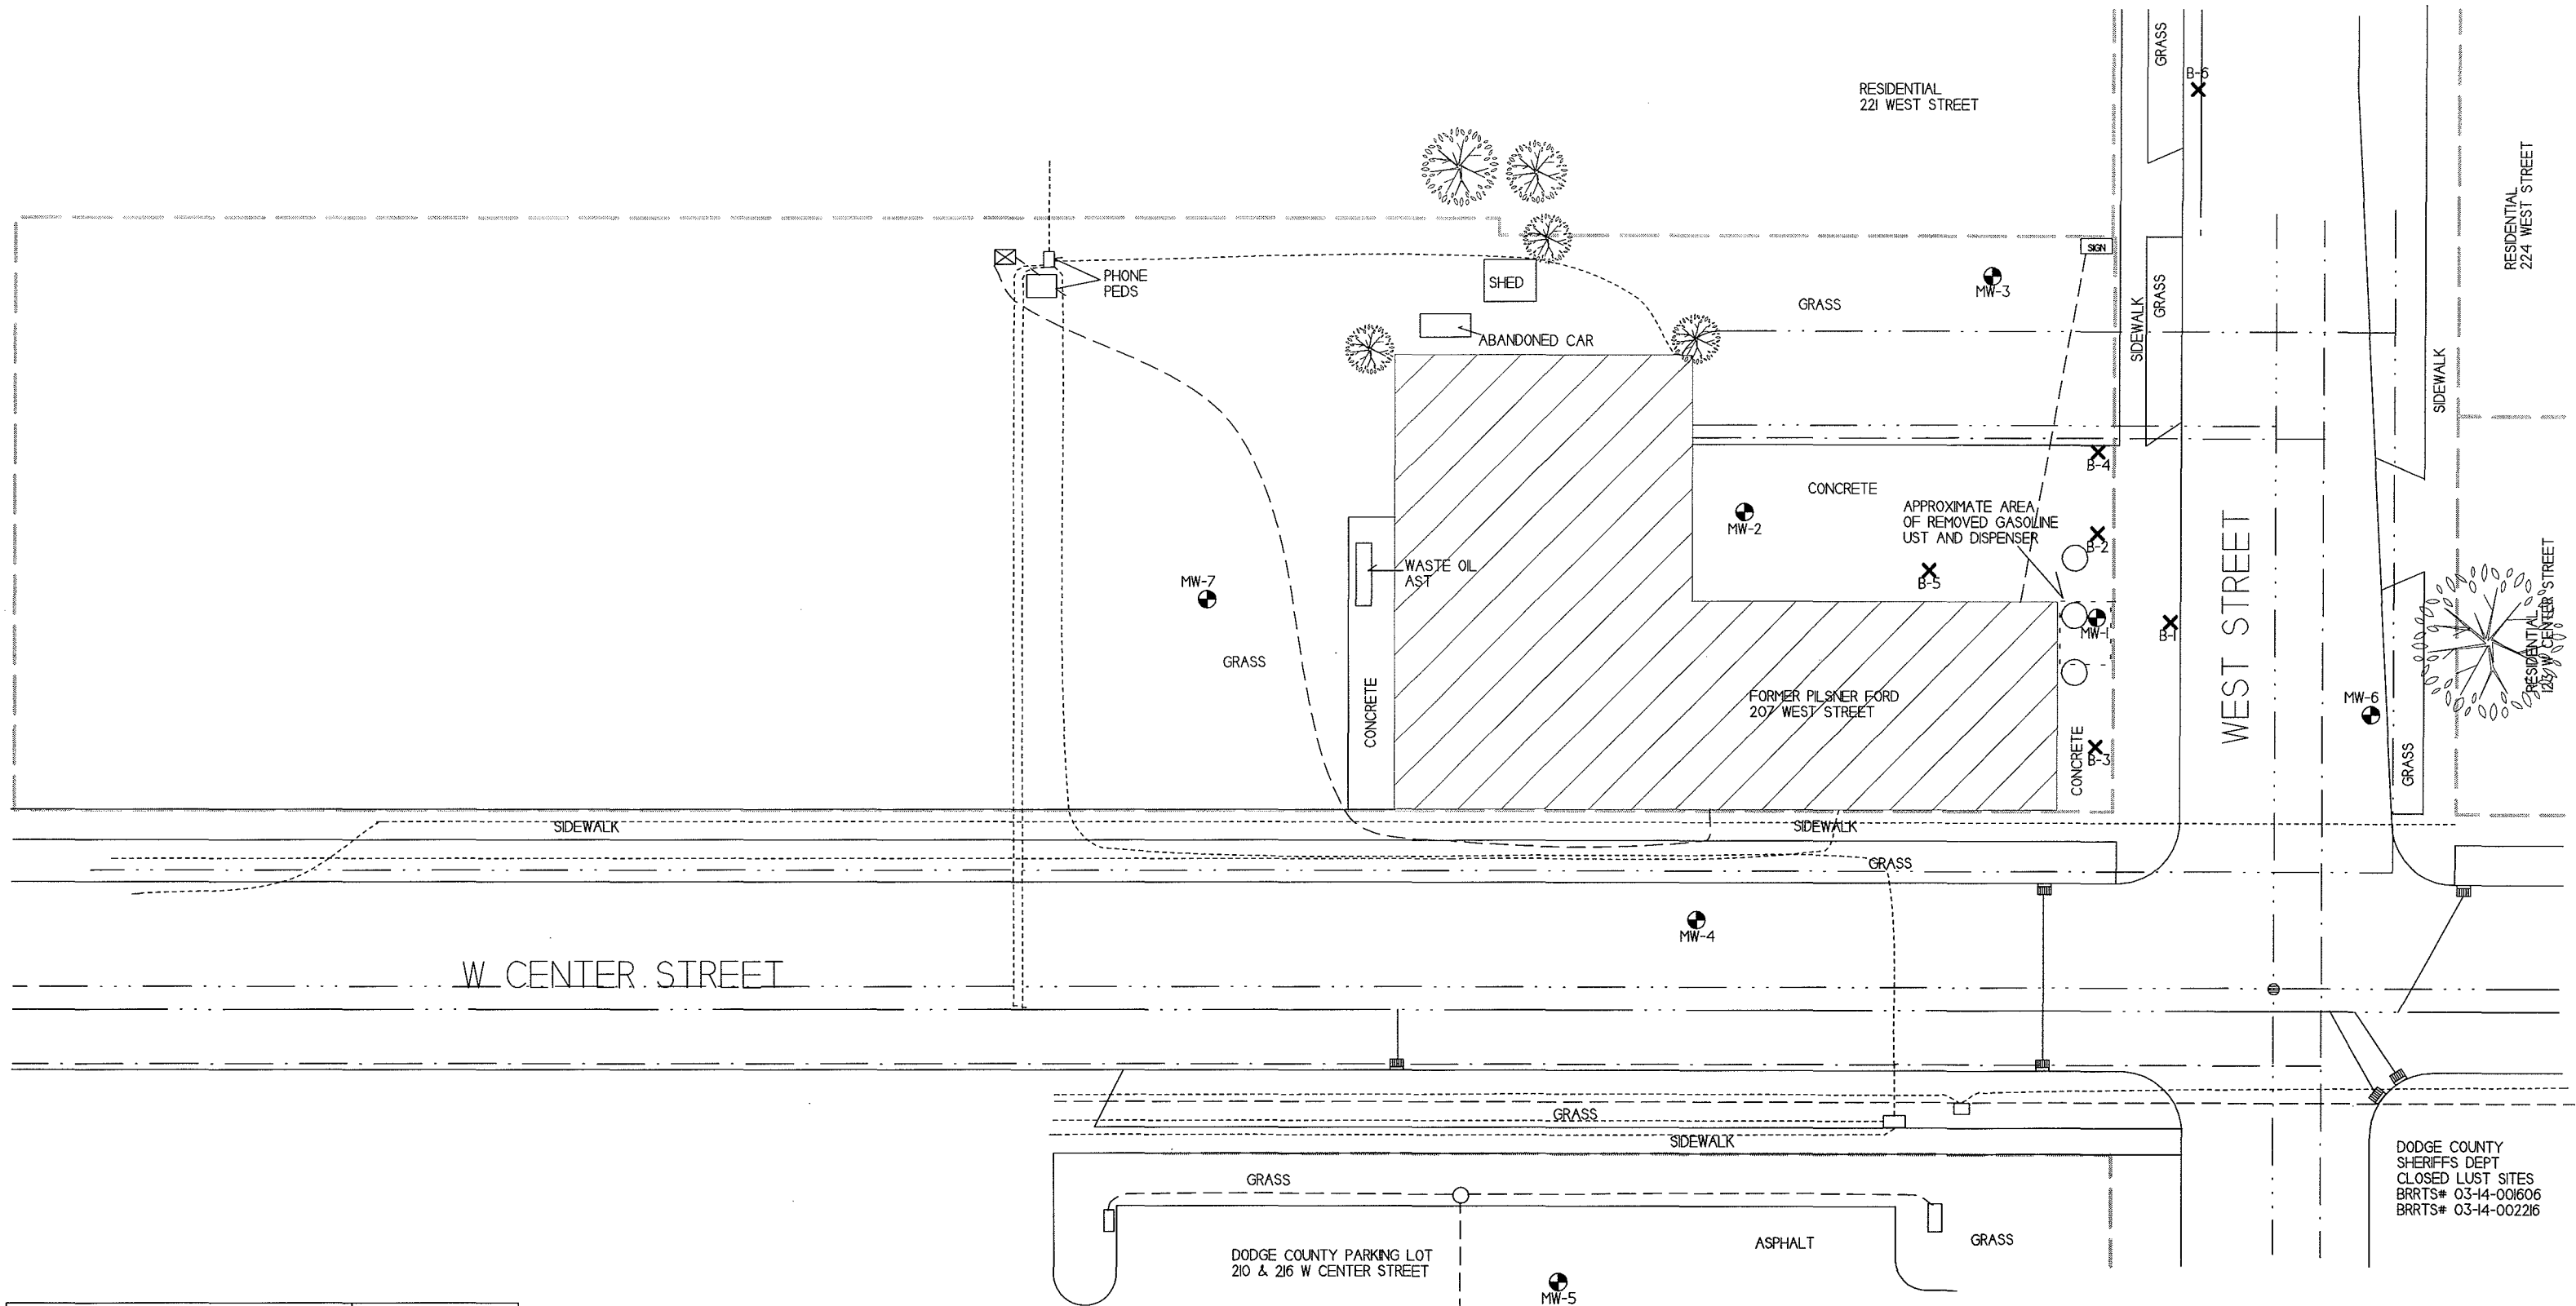 GRASS
B-6
RESIDENTIAL
221 WEST STREET
RESIDENTIAL
224 WEST STREET
SIGN
PHONE
PEDS
SHED
MW-3
GRASS
SIDEWALK
GRASS
ABANDONED CAR
SIDEWALK
B-4
CONCRETE
APPROXIMATE AREA
OF REMOVED GASOLINE
UST AND DISPENSER
MW-2
B-2
WASTE OIL
AST
B-5
MW-7
MW-1
B-1
WEST STREET
RESIDENTIAL
123 W CENTER STREET
GRASS
CONCRETE
FORMER PILSNER FORD
207 WEST STREET
MW-6
CONCRETE
B-3
GRASS
SIDEWALK
SIDEWALK
GRASS
MW-4
W CENTER STREET
GRASS
SIDEWALK
GRASS
DODGE COUNTY
SHERIFFS DEPT
CLOSED LUST SITES
BRRTS# 03-14-001606
BRRTS# 03-14-002216
DODGE COUNTY PARKING LOT
210 & 216 W CENTER STREET
ASPHALT
GRASS
MW-5